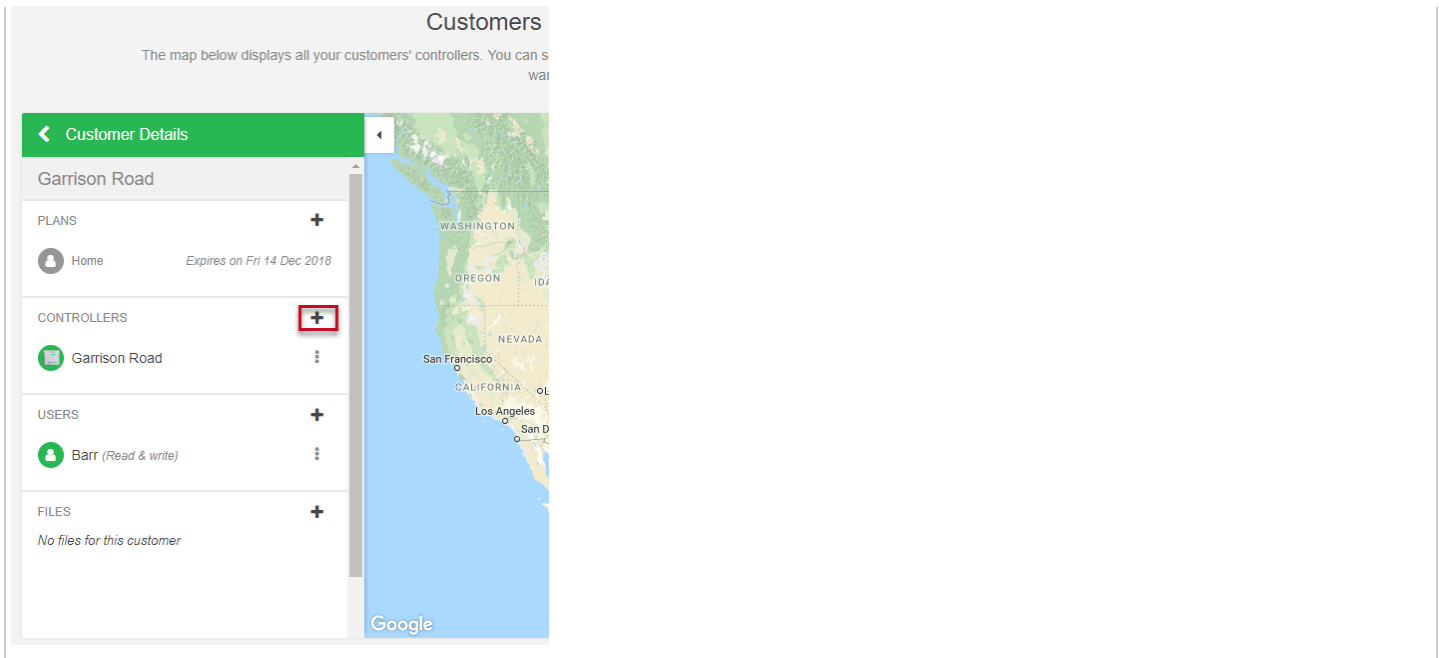 Customers
The map below displays all your customers' controllers. You can s
wa
Customer Details
Garrison Road
PLANS
Home Expires on Fri 14 Dec 2018
CONTROLLERS
Garrison Road
USERS
Barr (Read & write)
FILES
No files for this customer
WASHINGTON
OREGON
IDA
NEVADA
San Francisco
CALIFORNIA
L
Los Angeles
San D
Google